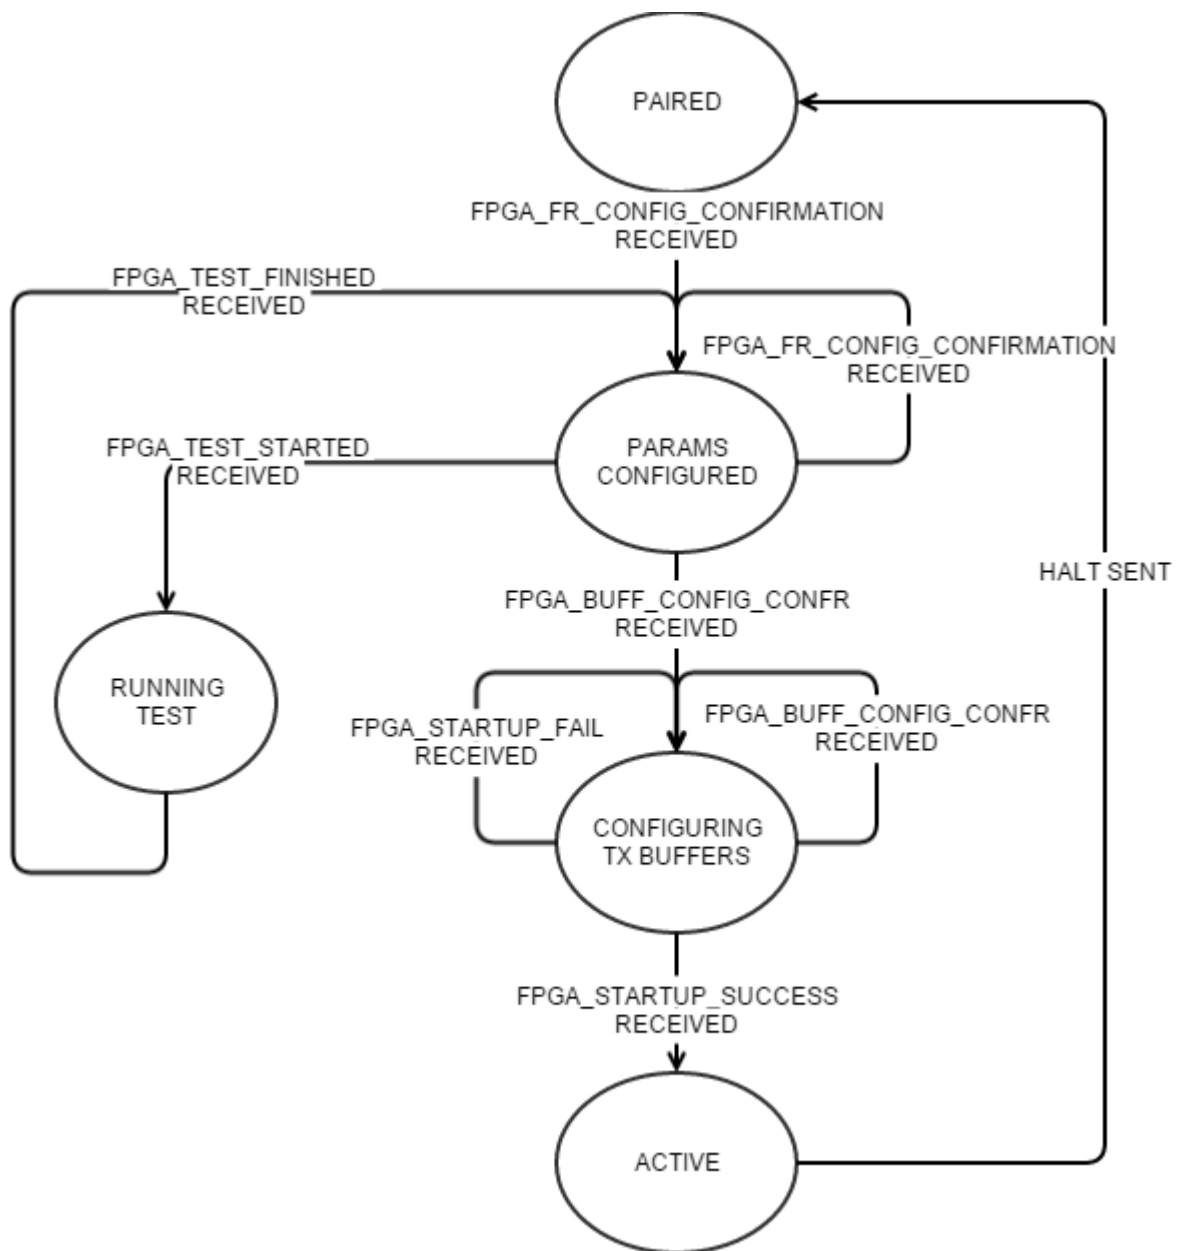 PAIRED
FPGA_FR_CONFIG_CONFIRMATION
RECEIVED
FPGA_TEST_FINISHED
RECEIVED
FPGA_FR_CONFIG_CONFIRMATION
RECEIVED
FPGA_TEST_STARTED
RECEIVED
PARAMS
CONFIGURED
HALT SENT
FPGA_BUFF_CONFIG_CONFR
RECEIVED
RUNNING
TEST
FPGA_STARTUP_FAIL
RECEIVED
FPGA_BUFF_CONFIG_CONFR
RECEIVED
CONFIGURING
TX BUFFERS
FPGA_STARTUP_SUCCESS
RECEIVED
ACTIVE